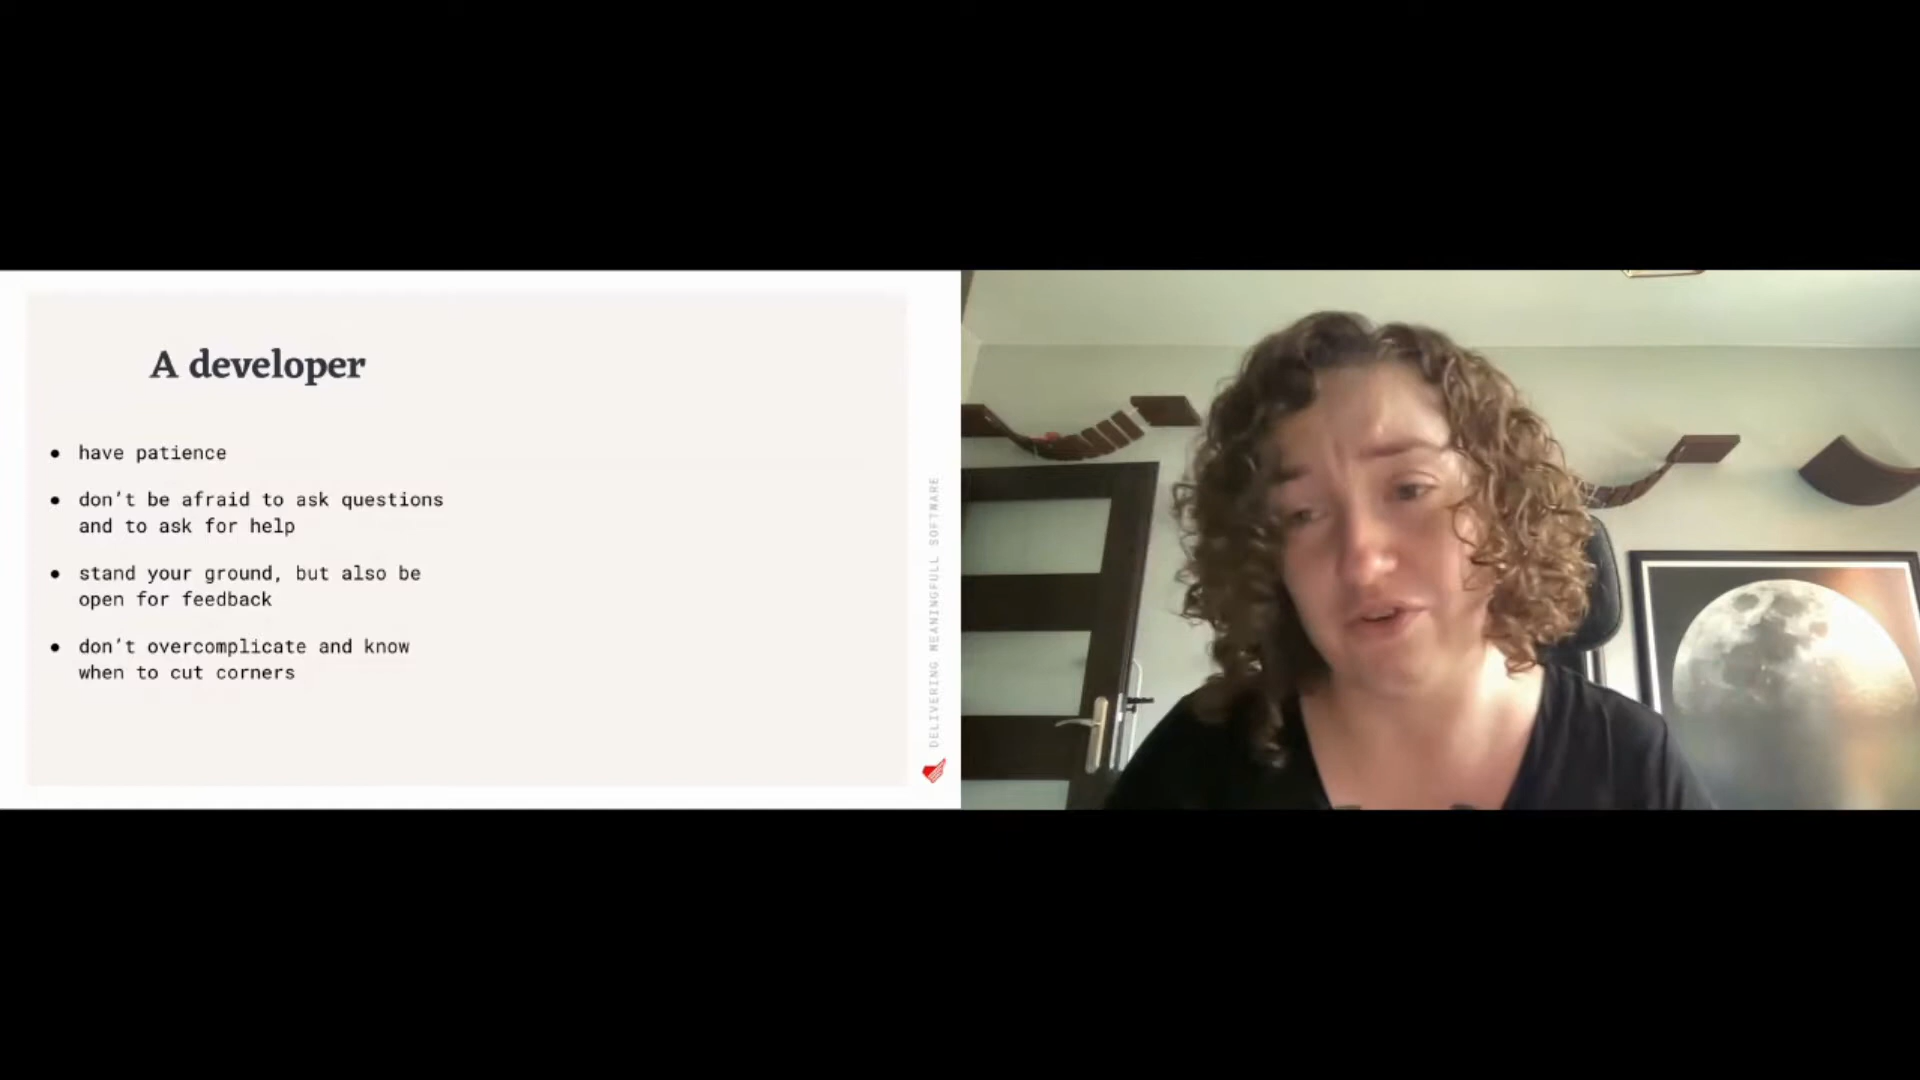 A developer
● have patience
● don't be afraid to ask questions
and to ask for help
● stand your ground, but also be
open for feedback
● don't overcomplicate and know
when to cut corners
DELIVERING MEANINGFULL SOFTWARE